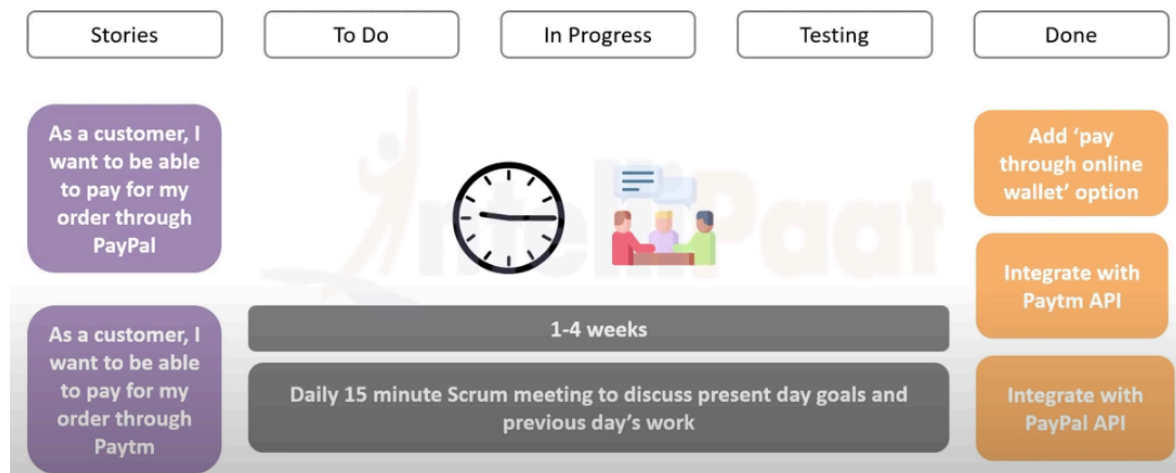 Stories
To Do
In Progress
Testing
Done
As a customer, I
want to be able
to pay for my
order through
PayPal
As a customer, I
want to be able
to pay for my
order through
Paytm
IntelliPaat
1-4 weeks
Daily 15 minute Scrum meeting to discuss present day goals and
previous day's work
Add ‘pay
through online
wallet’ option
Integrate with
Paytm API
Integrate with
PayPal API